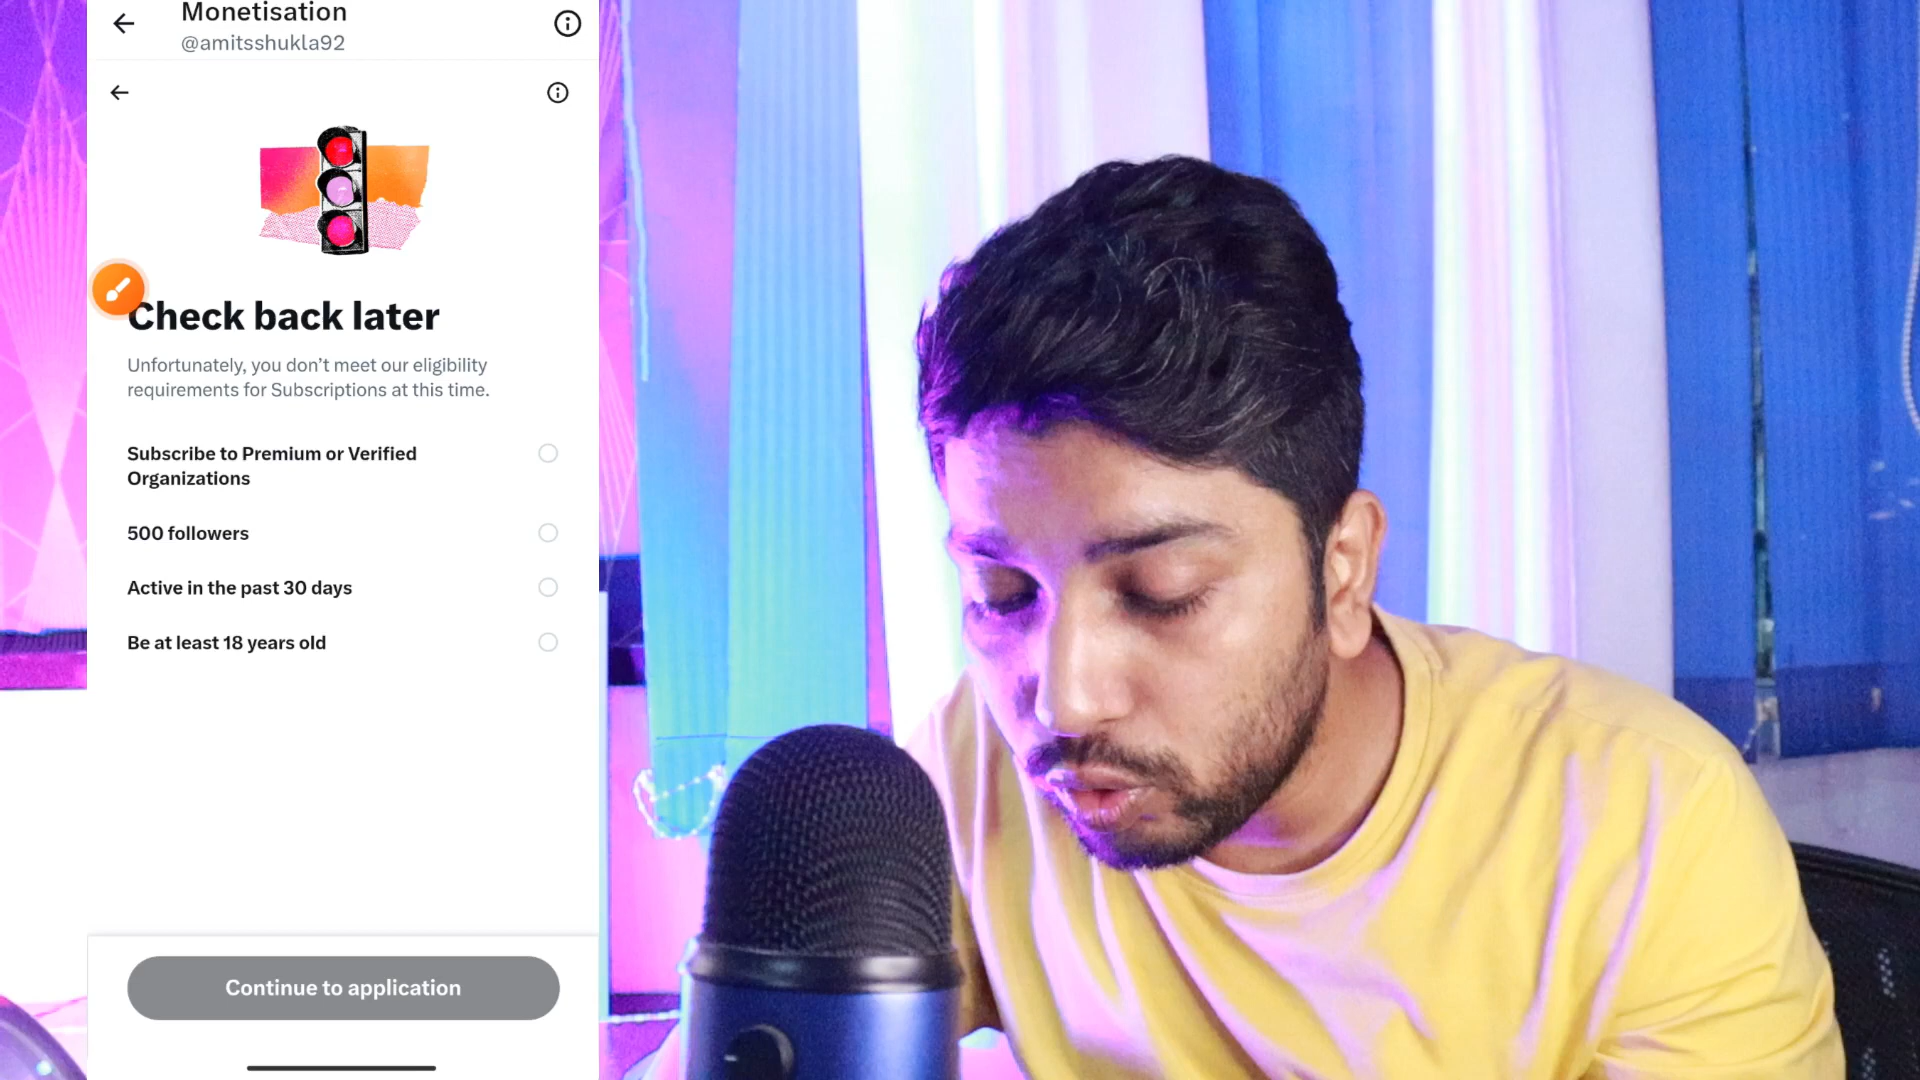 Monetisation
@amitsshukla92
Check back later
Unfortunately, you don’t meet our eligibility
requirements for Subscriptions at this time.
Subscribe to Premium or Verified
Organizations
500 followers
Active in the past 30 days
Be at least 18 years old
Continue to application